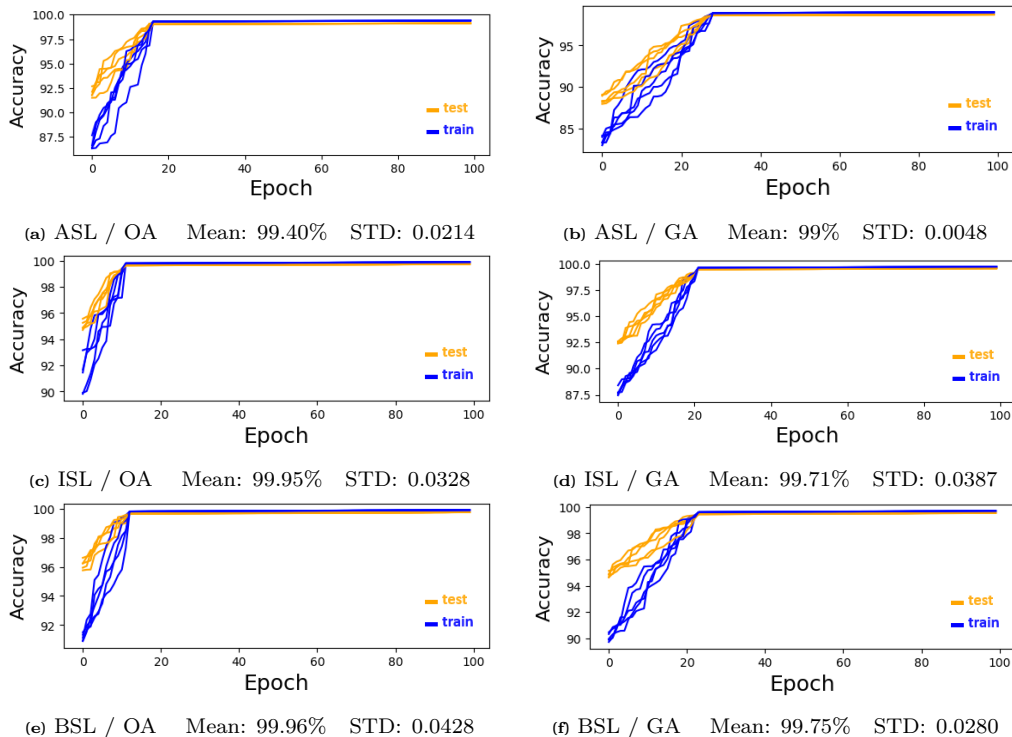 100.0
97.5
95.0
92.5
90.0
87.5
Accuracy
test
train
0 20 40 60 80 100
Epoch
(a) ASL / OA Mean: 99.40% STD: 0.0214
95
90
85
Accuracy
test
train
0 20 40 60 80 100
Epoch
(b) ASL / GA Mean: 99% STD: 0.0048
100
98
96
94
92
90
Accuracy
test
train
0 20 40 60 80 100
Epoch
(c) ISL / OA Mean: 99.95% STD: 0.0328
100.0
97.5
95.0
92.5
90.0
87.5
Accuracy
test
train
0 20 40 60 80 100
Epoch
(d) ISL / GA Mean: 99.71% STD: 0.0387
100
98
96
94
92
Accuracy
test
train
0 20 40 60 80 100
Epoch
(e) BSL / OA Mean: 99.96% STD: 0.0428
100
98
96
94
92
90
Accuracy
test
train
0 20 40 60 80 100
Epoch
(f) BSL / GA Mean: 99.75% STD: 0.0280